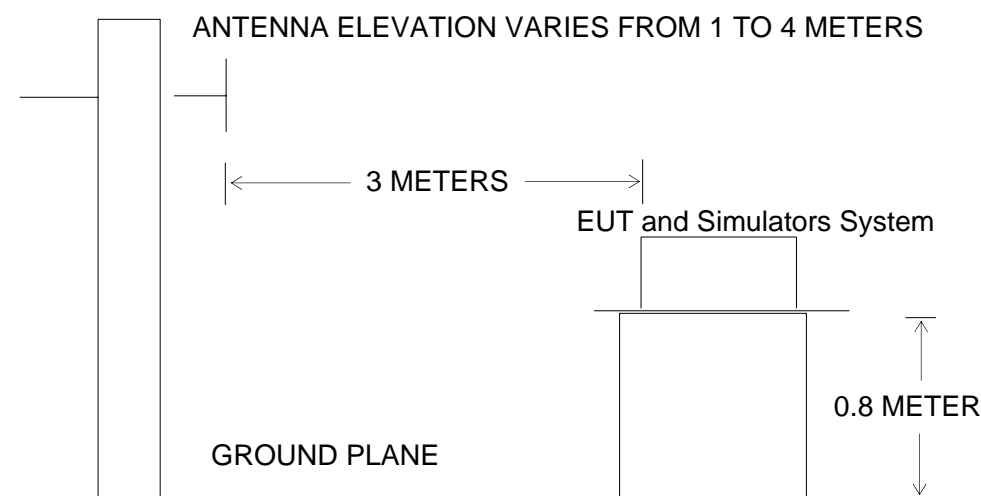 ANTENNA ELEVATION VARIES FROM 1 TO 4 METERS
3 METERS
EUT and Simulators System
0.8 METER
GROUND PLANE